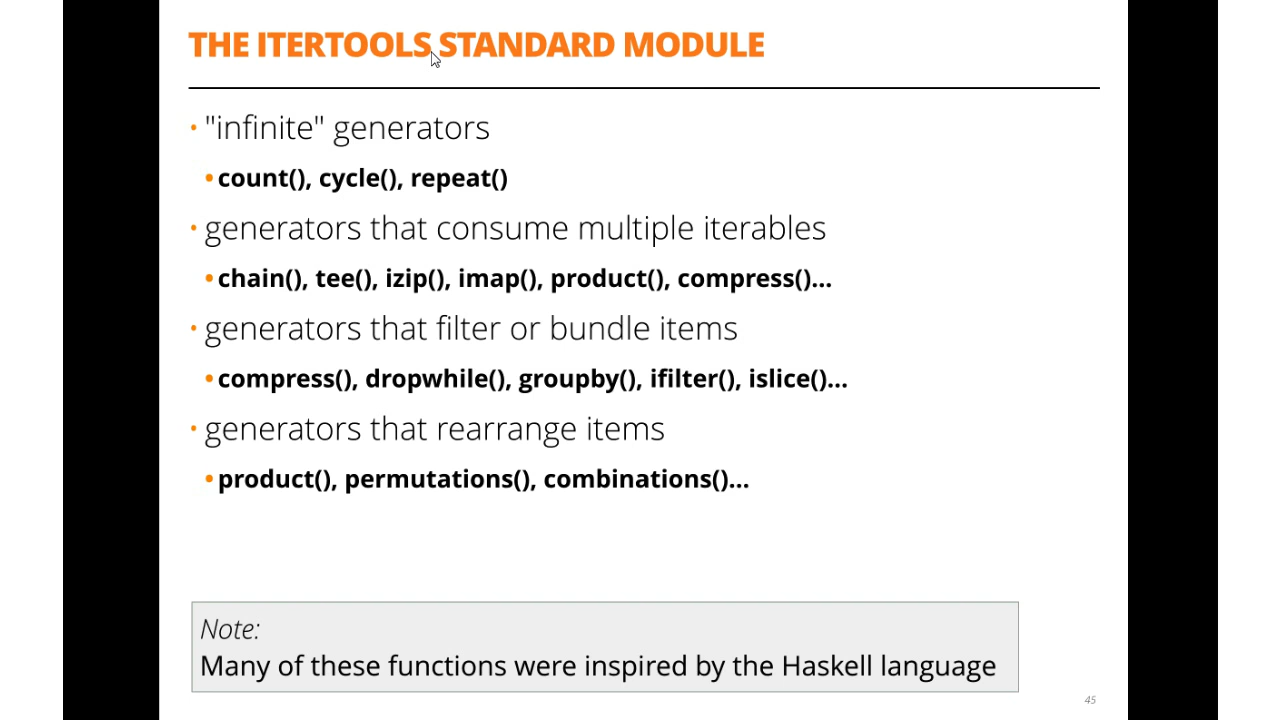 THE ITERTOOLS STANDARD MODULE
• "infinite" generators
• count(), cycle(), repeat()
• generators that consume multiple iterables
• chain(), tee(), izip(), imap(), product(), compress()...
• generators that filter or bundle items
• compress(), dropwhile(), groupby(), ifilter(), islice()...
• generators that rearrange items
• product(), permutations(), combinations()...
Note:
Many of these functions were inspired by the Haskell language
45